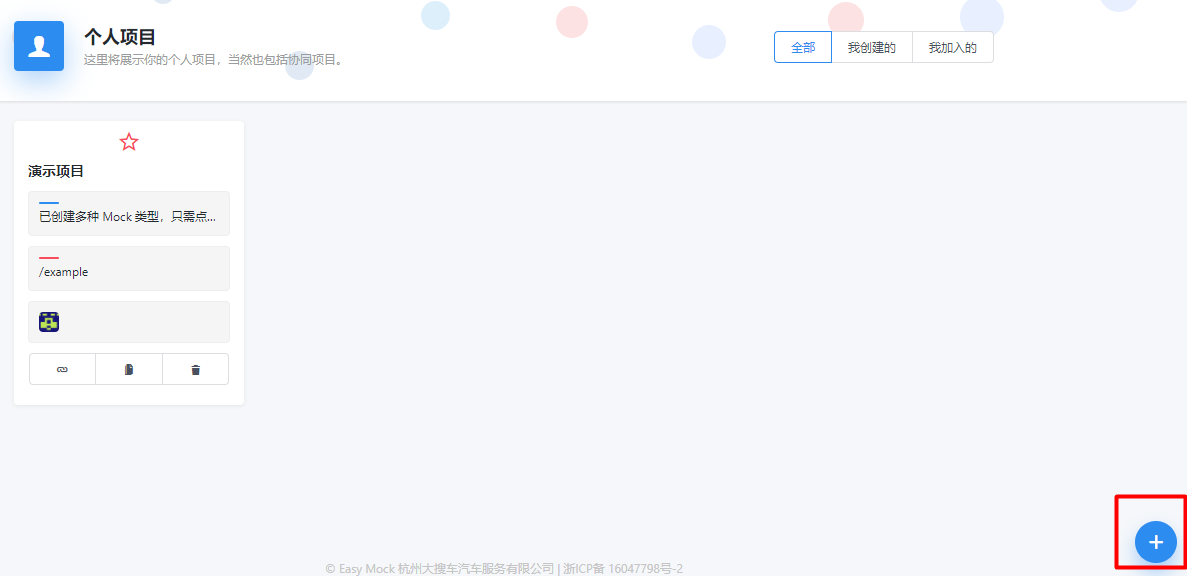 个人项目
这里将展示你的个人项目，当然也包括协同项目。
全部 我创建的 我加入的
演示项目
已创建多种 Mock 类型，只需点...
/example
© Easy Mock 杭州大搜车汽车服务有限公司 | 浙ICP备 16047798号-2